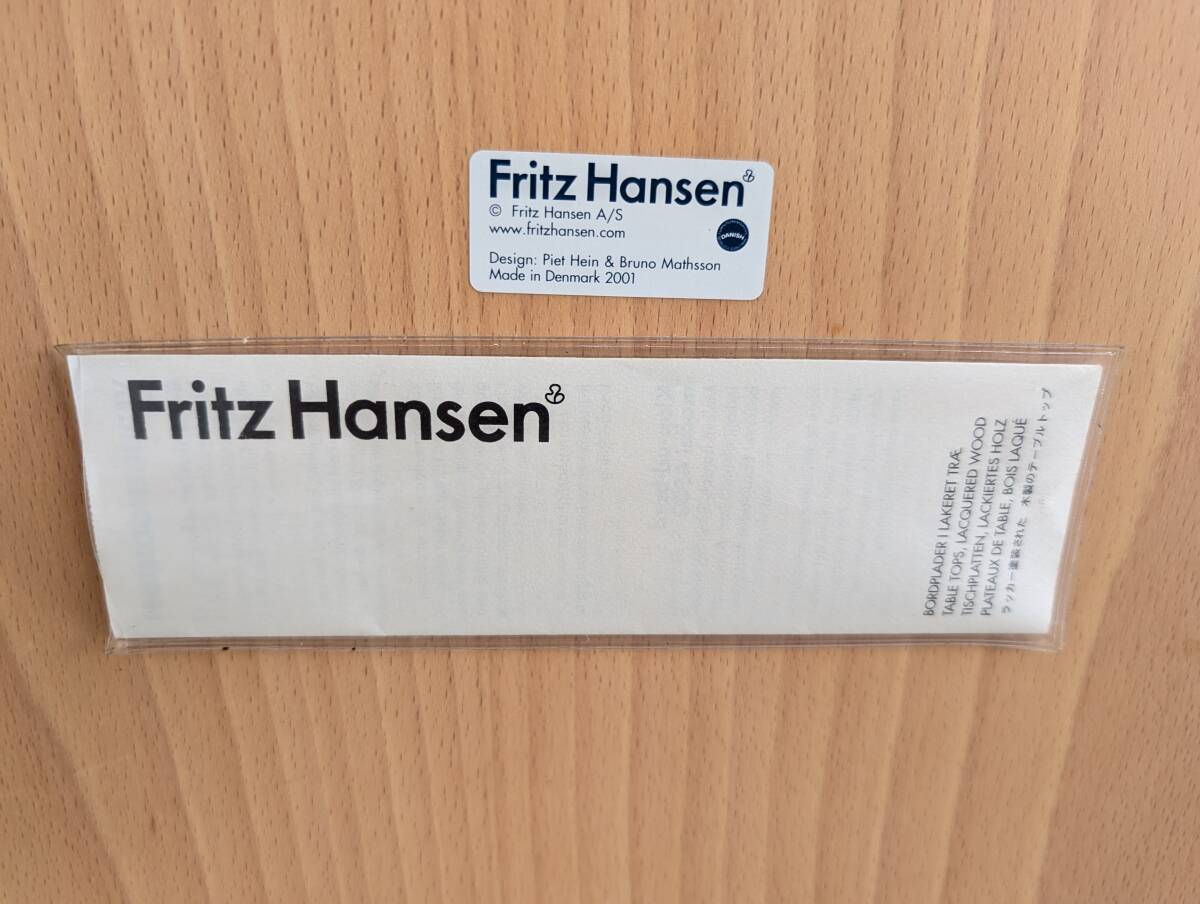 Fritz Hansen
© Fritz Hansen A/S
www.fritzhansen.com
DANISH
Design: Piet Hein & Bruno Mathsson
Made in Denmark 2001
Fritz Hansen
BORDPLADER I LAKERET TRÆ
TABLE TOPS, LACQUERED WOOD
TISCHPLATTEN, LACKIERTES HOLZ
PLATEAUX DE TABLE, BOIS LAQUÉ
ラッカー塗装された 木製のテーブルトップ